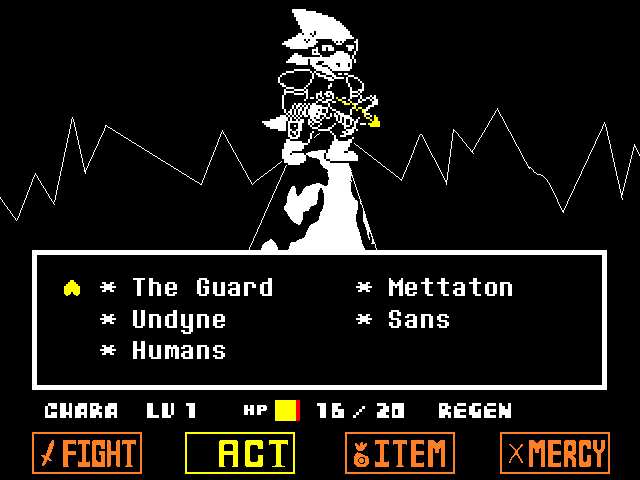 * The Guard * Mettaton
* Undyne * Sans
* Humans
CHARA LV 1 HP 16 / 20 REGEN
FIGHT ACT ITEM MERCY